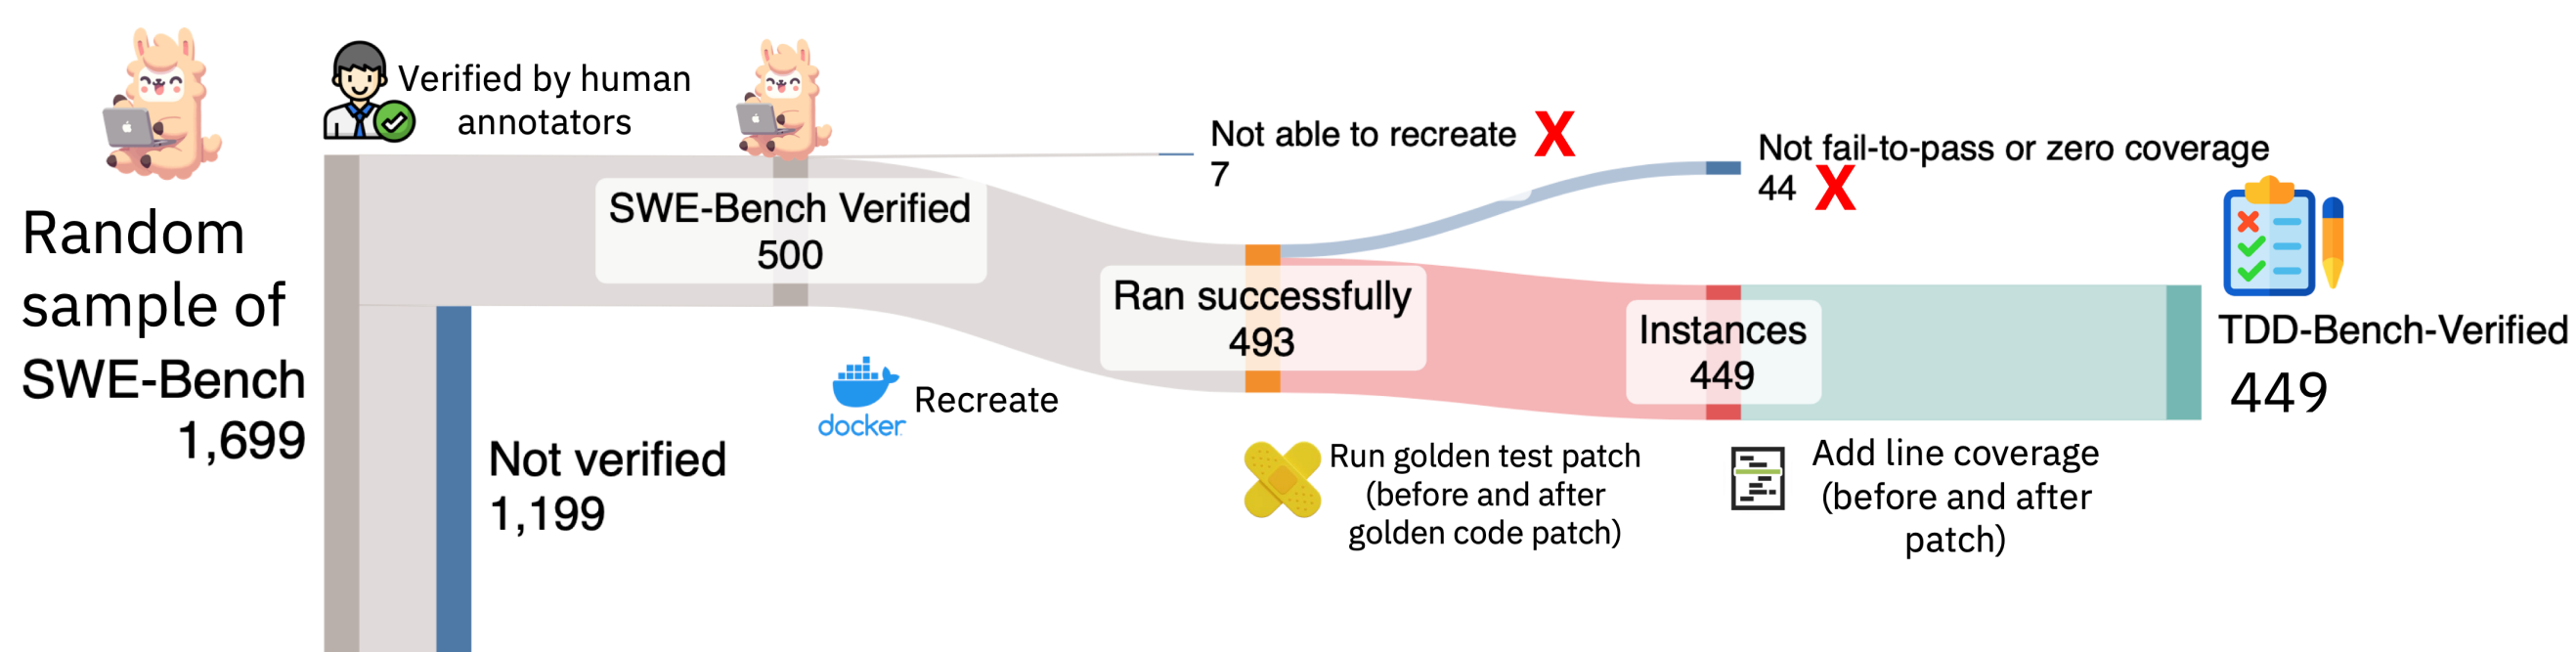 Random
sample of
SWE-Bench
1,699
Verified by human
annotators
Not verified
1,199
SWE-Bench Verified
500
docker
Recreate
Not able to recreate X
7
Ran successfully
493
Run golden test patch
(before and after
golden code patch)
Not fail-to-pass or zero coverage
44 X
Instances
449
Add line coverage
(before and after
patch)
TDD-Bench-Verified
449